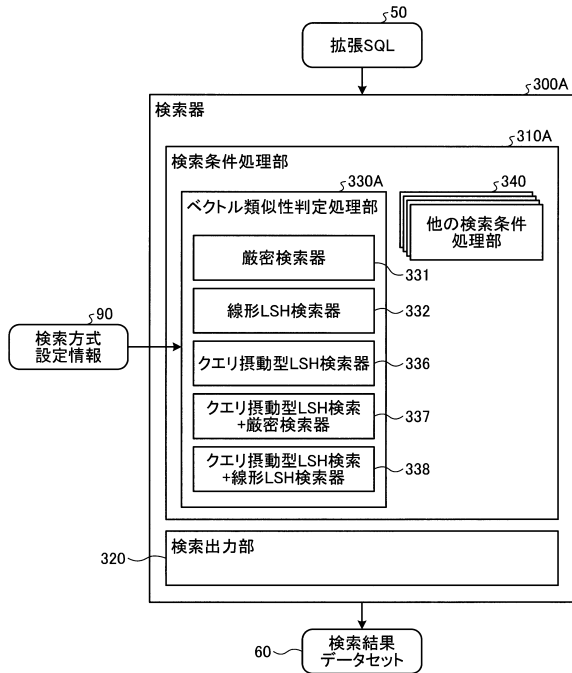 50
拡張SQL
300A
検索器
310A
検索条件処理部
330A
ベクトル類似性判定処理部
340
他の検索条件
処理部
厳密検索器
331
線形LSH検索器
332
90
検索方式
設定情報
クエリ摂動型LSH検索器
336
クエリ摂動型LSH検索
+厳密検索器
337
クエリ摂動型LSH検索
+線形LSH検索器
338
検索出力部
320
検索結果
データセット
60